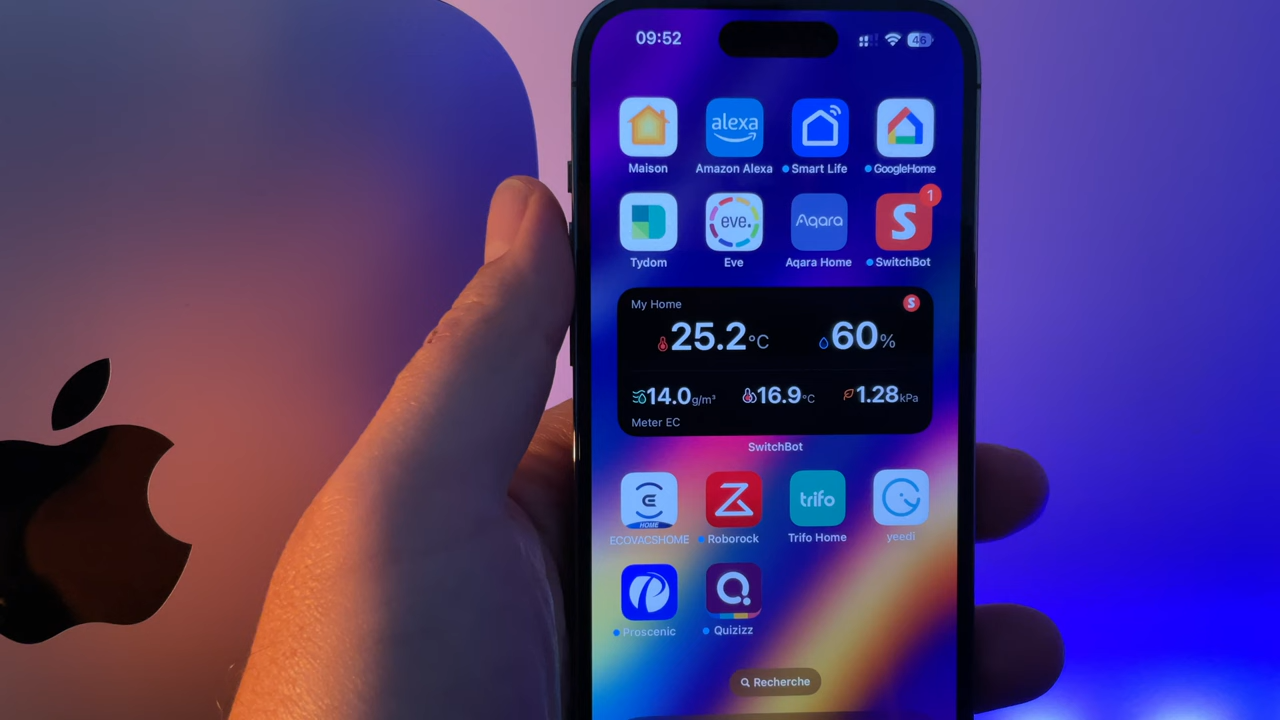 09:52
46
alexa
Maison
Amazon Alexa
Smart Life
GoogleHome
eve.
Aqara
S
1
Tydom
Eve
Aqara Home
SwitchBot
My Home
S
25.2°C
60%
14.0g/m³
16.9°C
1.28kPa
Meter EC
SwitchBot
HOME
trifo
ECOVACSHOME
Roborock
Trifo Home
yeedi
Proscenic
Quizizz
Recherche